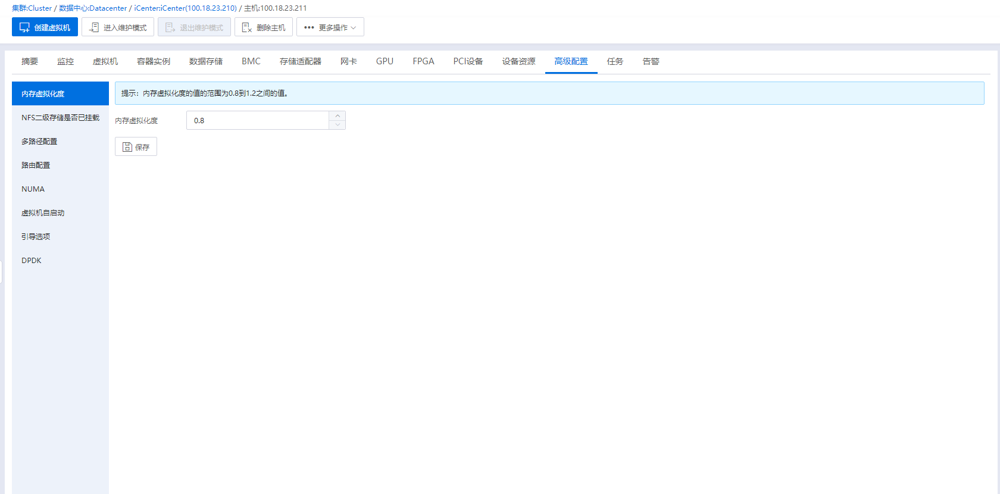 集群:Cluster / 数据中心:Datacenter / iCenter:iCenter(100.18.23.210) / 主机:100.18.23.211
创建虚拟机 进入维护模式 退出维护模式 删除主机 ••• 更多操作
摘要 监控 虚拟机 容器实例 数据存储 BMC 存储适配器 网卡 GPU FPGA PCI设备 设备资源 高级配置 任务 告警
内存虚拟化度
NFS二级存储是否已挂载
多路径配置
路由配置
NUMA
虚拟机自启动
引导选项
DPDK
提示：内存虚拟化度的值的范围为0.8到1.2之间的值。
内存虚拟化度 0.8
保存